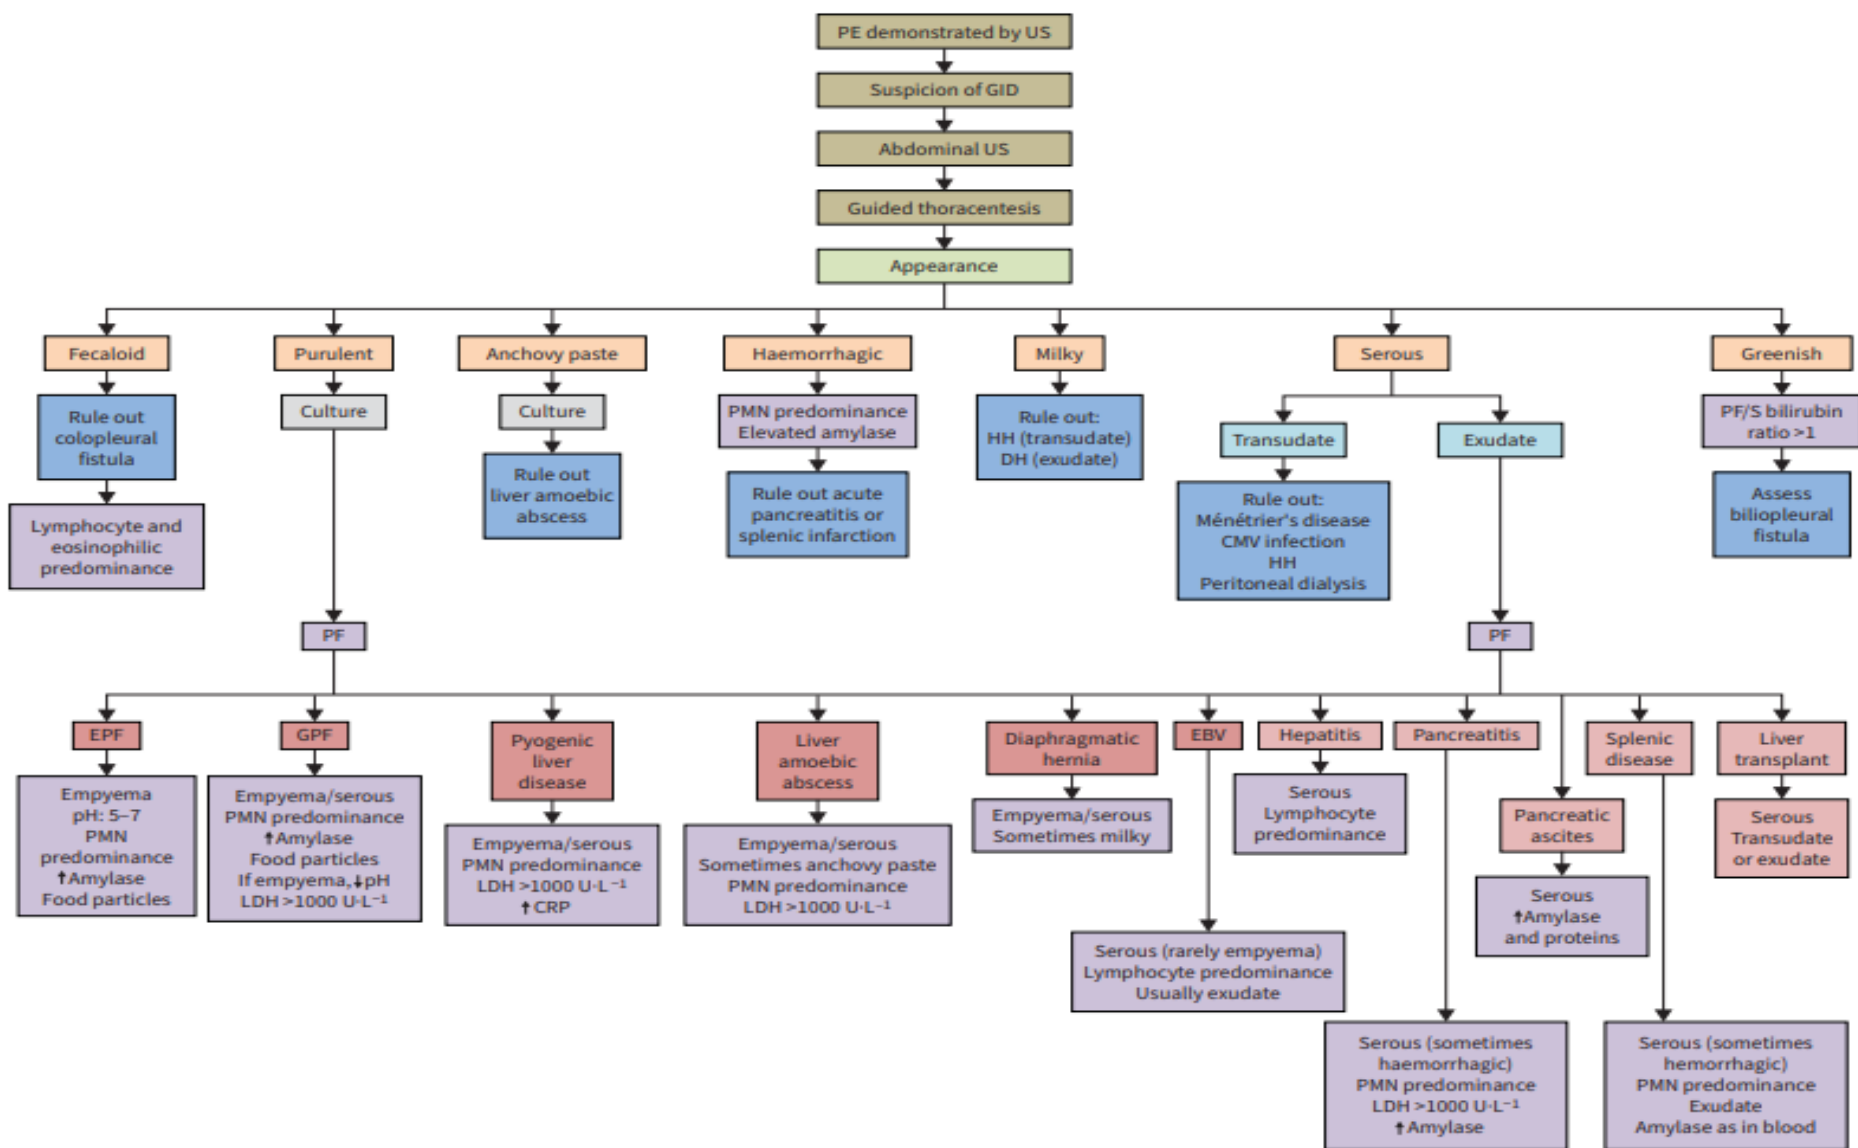 PE demonstrated by US
Suspicion of GID
Abdominal US
Guided thoracentesis
Appearance
Fecaloid
Purulent
Anchovy paste
Haemorrhagic
Milky
Serous
Greenish
Rule out
colopleural
fistula
Culture
Culture
PMN predominance
Elevated amylase
Rule out:
HH (transudate)
DH (exudate)
Transudate
Exudate
PF/S bilirubin
ratio >1
Lymphocyte and
eosinophilic
predominance
Rule out
liver amoebic
abscess
Rule out acute
pancreatitis or
splenic infarction
Rule out:
Ménétrier's disease
CMV infection
HH
Peritoneal dialysis
Assess
biliopleural
fistula
PF
PF
EPF
GPF
Pyogenic
liver
disease
Liver
amoebic
abscess
Diaphragmatic
hernia
EBV
Hepatitis
Pancreatitis
Splenic
disease
Liver
transplant
Empyema
pH: 5–7
PMN
predominance
↑Amylase
Food particles
Empyema/serous
PMN predominance
↑Amylase
Food particles
If empyema, ↓pH
LDH >1000 U·L⁻¹
Empyema/serous
PMN predominance
LDH >1000 U·L⁻¹
↑CRP
Empyema/serous
Sometimes anchovy paste
PMN predominance
LDH >1000 U·L⁻¹
Empyema/serous
Sometimes milky
Serous
Lymphocyte
predominance
Pancreatic
ascites
Serous
Transudate
or exudate
Serous
↑Amylase
and proteins
Serous (rarely empyema)
Lymphocyte predominance
Usually exudate
Serous (sometimes
haemorrhagic)
PMN predominance
LDH >1000 U·L⁻¹
↑Amylase
Serous (sometimes
hemorrhagic)
PMN predominance
Exudate
Amylase as in blood